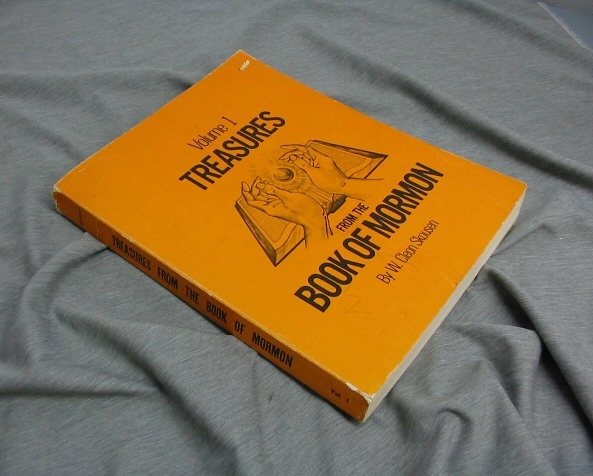 Volume 1
TREASURES
FROM THE
BOOK OF MORMON
By W. Cleon Skousen
TREASURES FROM THE BOOK OF MORMON
Vol. 1